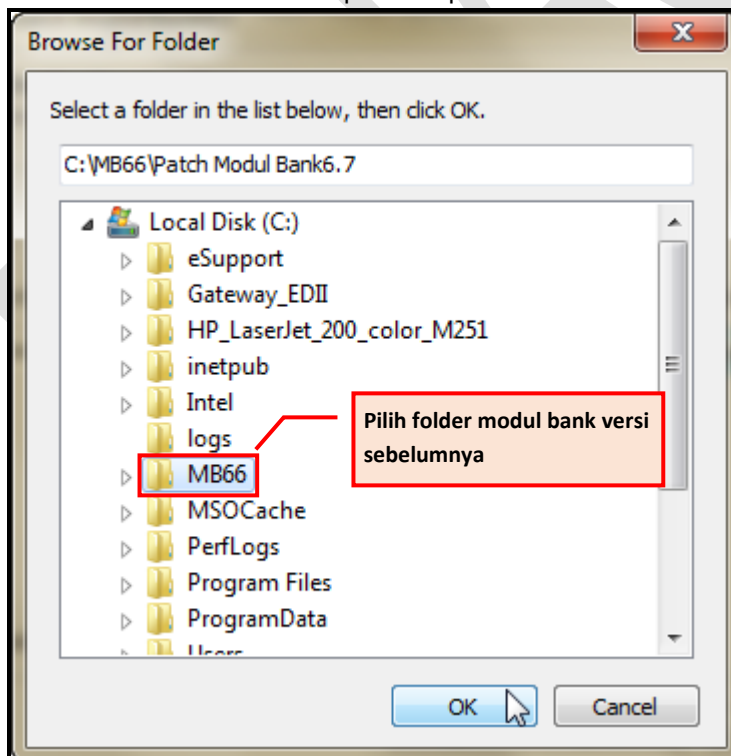 Browse For Folder
Select a folder in the list below, then click OK.
C:\MB66\Patch Modul Bank6.7
Local Disk (C:)
eSupport
Gateway_EDII
HP_LaserJet_200_color_M251
inetpub
Intel
logs
Pilih folder modul bank versi
sebelumnya
MB66
MSOCache
PerfLogs
Program Files
ProgramData
Users
OK
Cancel